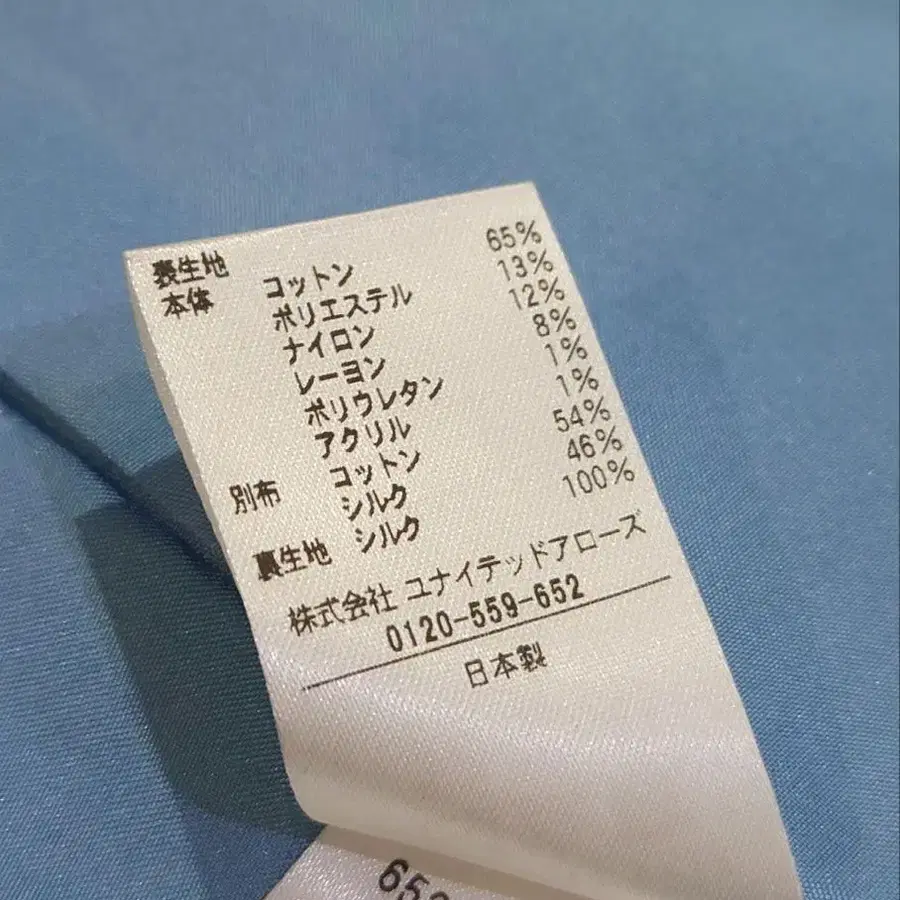 表生地
本体 コットン 65%
ポリエステル 13%
ナイロン 12%
レーヨン 8%
ポリウレタン 1%
アクリル 1%
別布 コットン 54%
シルク 46%
裏生地 シルク 100%
株式会社 ユナイテッドアローズ
0120-559-652
日本製